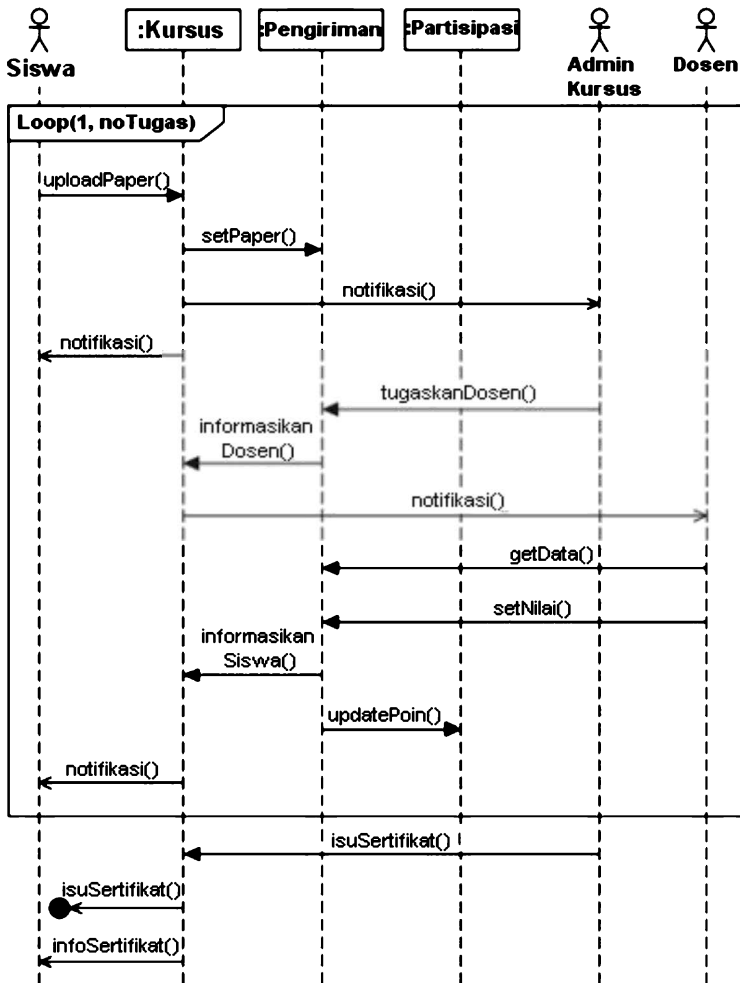 Siswa
:Kursus
:Pengiriman
:Partisipasi
Admin
Kursus
Dosen
Loop(1, noTugas)
uploadPaper()
setPaper()
notifikasi()
notifikasi()
tugaskanDosen()
informasikan
Dosen()
notifikasi()
getData()
setNilai()
informasikan
Siswa()
updatePoin()
notifikasi()
isuSertifikat()
isuSertifikat()
infoSertifikat()